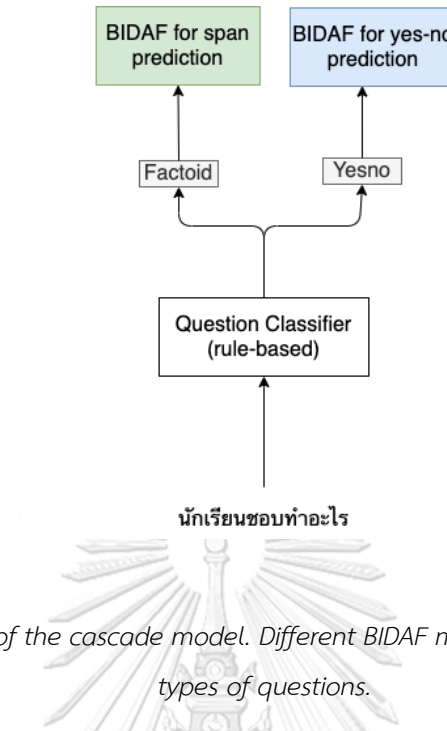 BIDAF for span
prediction
BIDAF for yes-no
prediction
Factoid
Yesno
Question Classifier
(rule-based)
นักเรียนชอบทำอะไร
of the cascade model. Different BIDAF
types of questions.